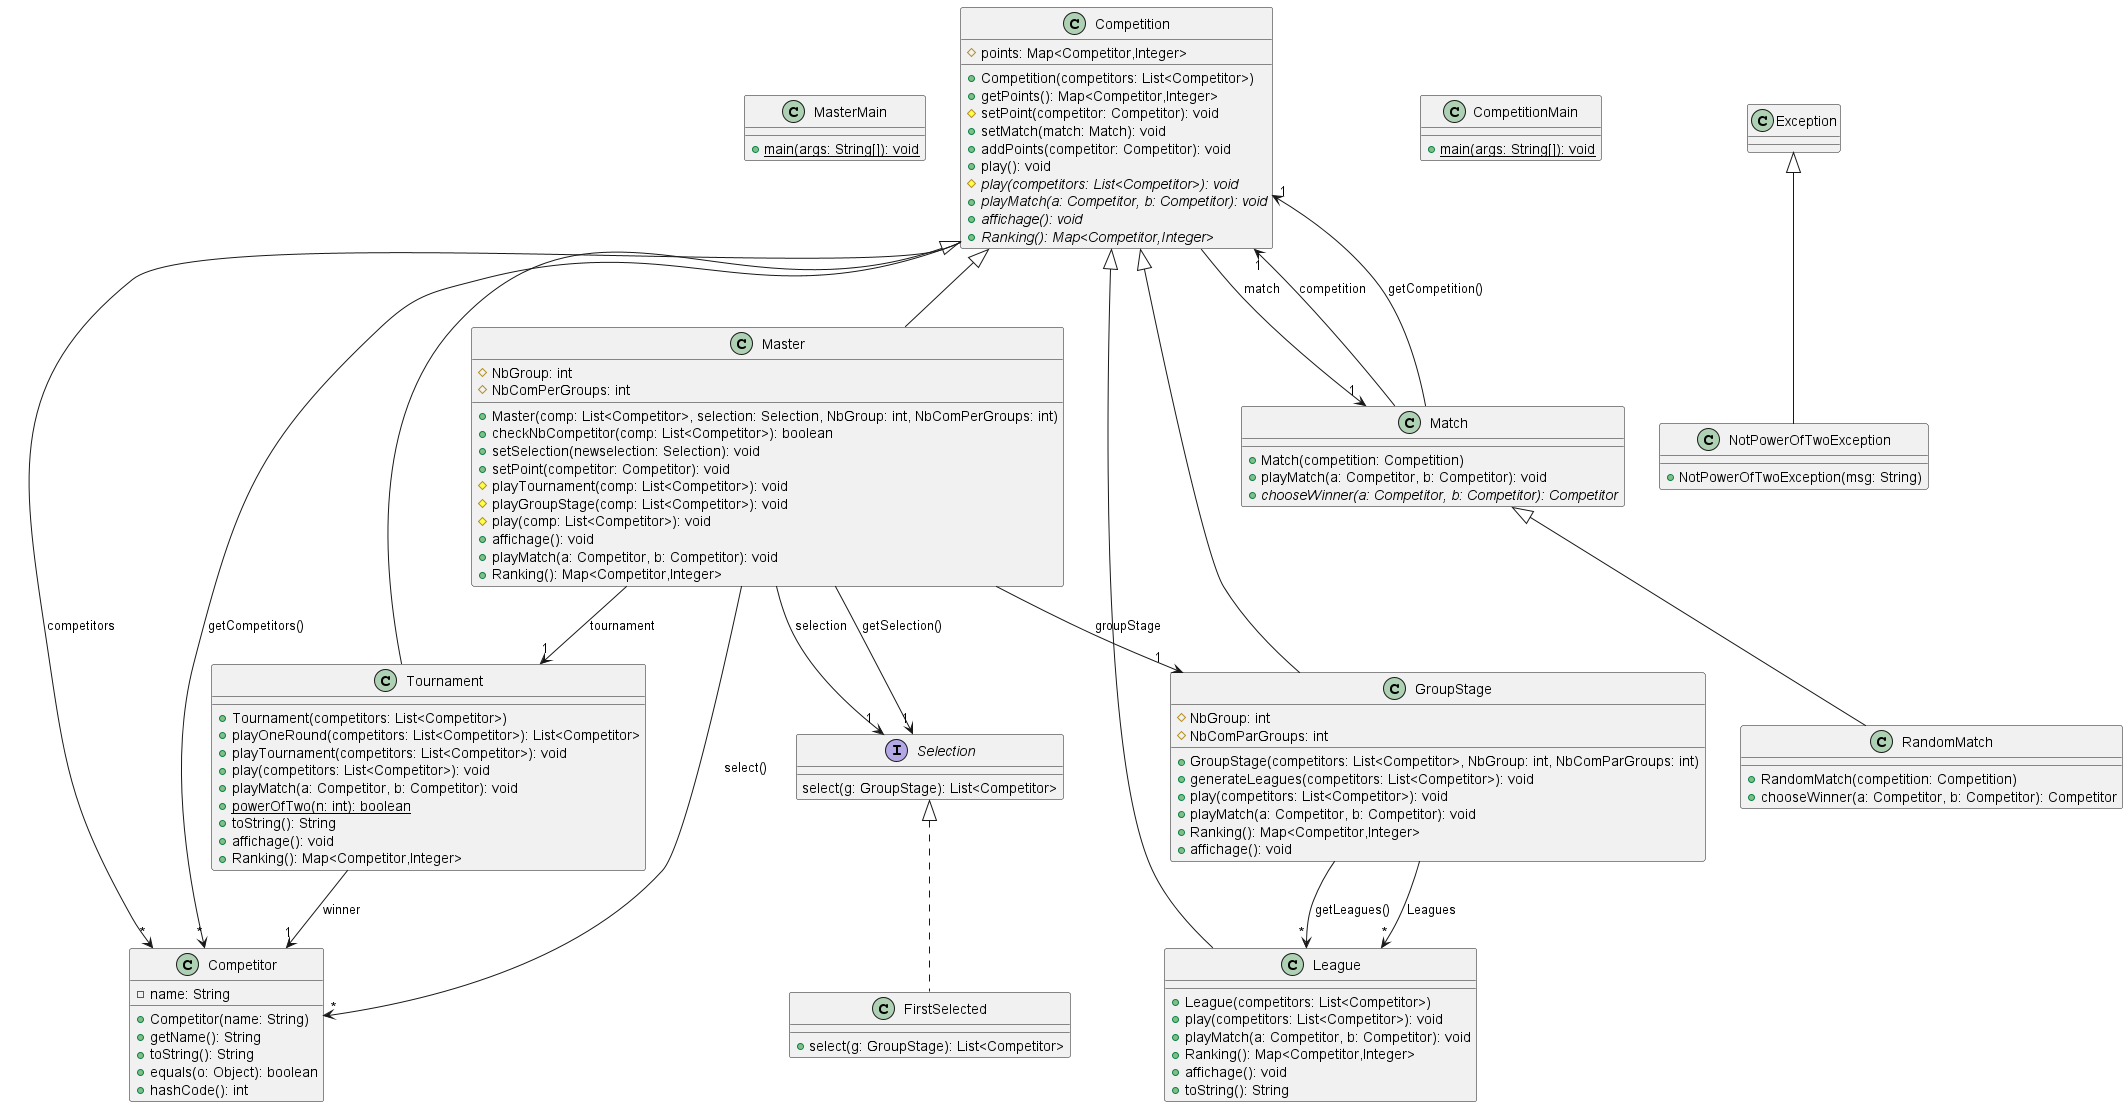 C Competition
points: Map<Competitor,Integer>
Competition(competitors: List<Competitor>)
getPoints(): Map<Competitor,Integer>
setPoint(competitor: Competitor): void
setMatch(match: Match): void
addPoints(competitor: Competitor): void
play(): void
play(competitors: List<Competitor>): void
playMatch(a: Competitor, b: Competitor): void
affichage(): void
Ranking(): Map<Competitor,Integer>
C MasterMain
main(args: String[]): void
C CompetitionMain
main(args: String[]): void
C Exception
1
1
match
competition
getCompetition()
C Master
NbGroup: int
NbComPerGroups: int
Master(comp: List<Competitor>, selection: Selection, NbGroup: int, NbComPerGroups: int)
checkNbCompetitor(comp: List<Competitor>): boolean
setSelection(newselection: Selection): void
setPoint(competitor: Competitor): void
playTournament(comp: List<Competitor>): void
playGroupStage(comp: List<Competitor>): void
play(comp: List<Competitor>): void
affichage(): void
playMatch(a: Competitor, b: Competitor): void
Ranking(): Map<Competitor,Integer>
1
C Match
Match(competition: Competition)
playMatch(a: Competitor, b: Competitor): void
chooseWinner(a: Competitor, b: Competitor): Competitor
C NotPowerOfTwoException
NotPowerOfTwoException(msg: String)
competitors
getCompetitors()
tournament
selection
getSelection()
groupStage
1
1
C Tournament
Tournament(competitors: List<Competitor>)
playOneRound(competitors: List<Competitor>): List<Competitor>
playTournament(competitors: List<Competitor>): void
play(competitors: List<Competitor>): void
playMatch(a: Competitor, b: Competitor): void
powerOfTwo(n: int): boolean
toString(): String
affichage(): void
Ranking(): Map<Competitor,Integer>
select()
1
1
I Selection
select(g: GroupStage): List<Competitor>
C GroupStage
NbGroup: int
NbComParGroups: int
GroupStage(competitors: List<Competitor>, NbGroup: int, NbComParGroups: int)
generateLeagues(competitors: List<Competitor>): void
play(competitors: List<Competitor>): void
playMatch(a: Competitor, b: Competitor): void
Ranking(): Map<Competitor,Integer>
affichage(): void
C RandomMatch
RandomMatch(competition: Competition)
chooseWinner(a: Competitor, b: Competitor): Competitor
winner
getLeagues()
Leagues
*
*
1
*
*
C Competitor
name: String
Competitor(name: String)
getName(): String
toString(): String
equals(o: Object): boolean
hashCode(): int
*
C FirstSelected
select(g: GroupStage): List<Competitor>
C League
League(competitors: List<Competitor>)
play(competitors: List<Competitor>): void
playMatch(a: Competitor, b: Competitor): void
Ranking(): Map<Competitor,Integer>
affichage(): void
toString(): String